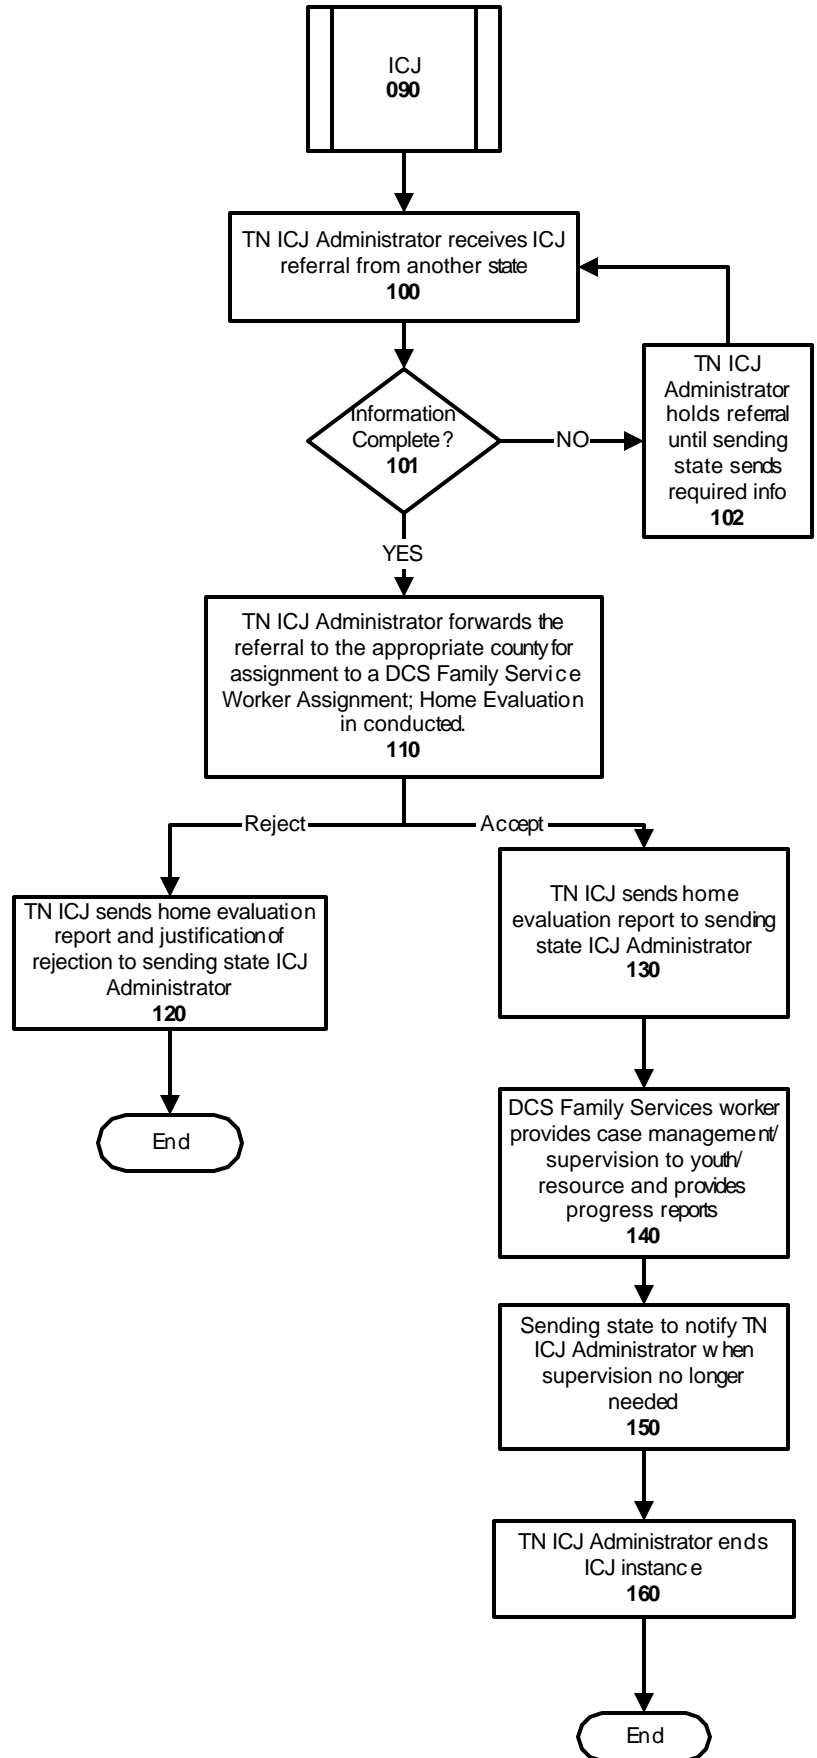 ICJ
090
TN ICJ Administrator receives ICJ
referral from another state
100
Information
Complete?
101
NO
TN ICJ
Administrator
holds referral
until sending
state sends
required info
102
YES
TN ICJ Administrator forwards the
referral to the appropriate county for
assignment to a DCS Family Service
Worker Assignment; Home Evaluation
in conducted.
110
Reject
Accept
TN ICJ sends home evaluation
report and justification of
rejection to sending state ICJ
Administrator
120
End
TN ICJ sends home
evaluation report to sending
state ICJ Administrator
130
DCS Family Services worker
provides case management/
supervision to youth/
resource and provides
progress reports
140
Sending state to notify TN
ICJ Administrator when
supervision no longer
needed
150
TN ICJ Administrator ends
ICJ instance
160
End